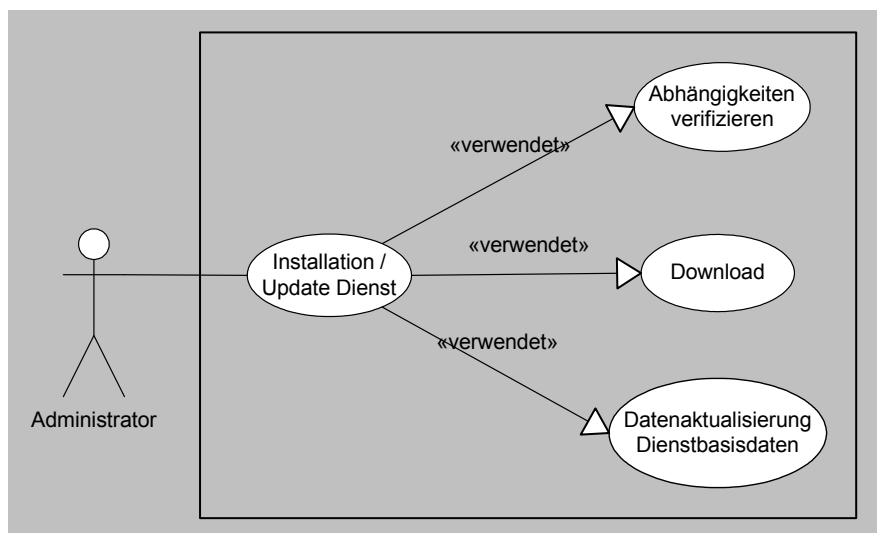 Abhängigkeiten
verifizieren
«verwendet»
«verwendet»
Installation /
Update Dienst
Download
«verwendet»
Administrator
Datenaktualisierung
Dienstbasisdaten